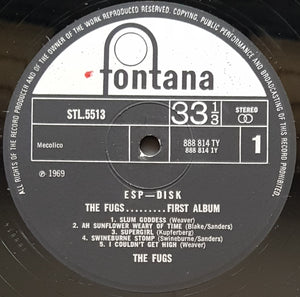 ALL RIGHTS OF THE RECORD PRODUCER AND OF THE OWNER OF THE WORK REPRODUCED RESERVED. COPYING, PUBLIC PERFORMANCE AND BROADCASTING OF THIS RECORD PROHIBITED.
fontana
STL.5513
33 1/3
STEREO
Mecolico
888 814 TY
888 814 1Y
1
℗ 1969
ESP—DISK
THE FUGS.........FIRST ALBUM
1. SLUM GODDESS (Weaver)
2. AH SUNFLOWER WEARY OF TIME (Blake/Sanders)
3. SUPERGIRL (Kupferberg)
4. SWINEBURNE STOMP (Swineburne/Sanders)
5. I COULDN'T GET HIGH (Weaver)
THE FUGS